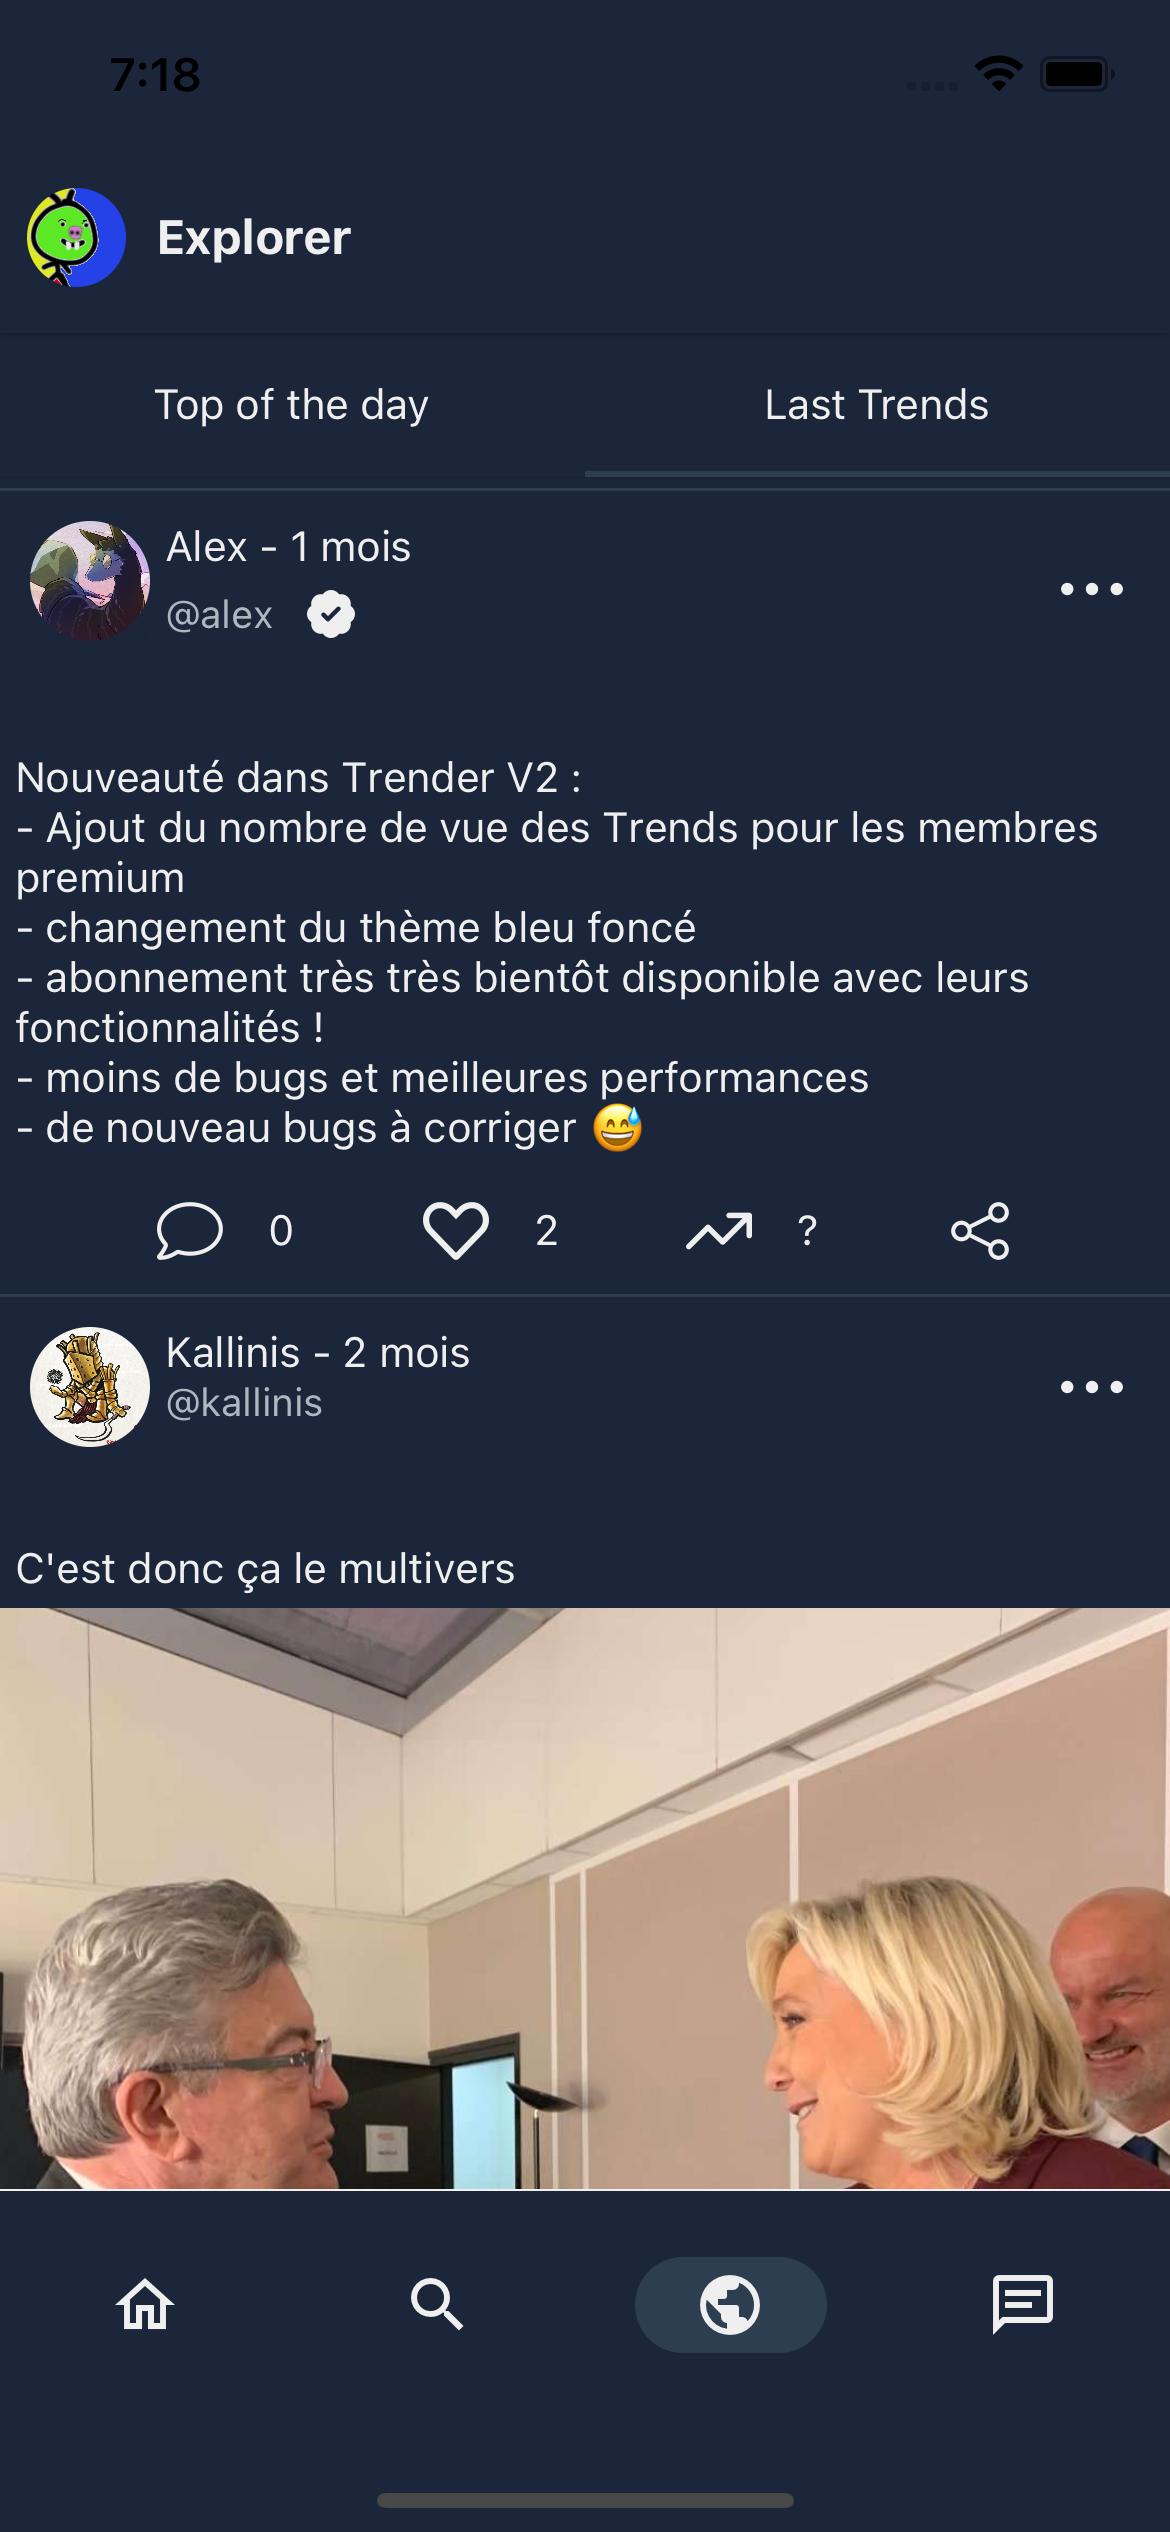 7:18
Explorer
Top of the day
Last Trends
Alex - 1 mois
@alex
Nouveauté dans Trender V2 :
- Ajout du nombre de vue des Trends pour les membres
premium
- changement du thème bleu foncé
- abonnement très très bientôt disponible avec leurs
fonctionnalités !
- moins de bugs et meilleures performances
- de nouveau bugs à corriger 😅
0
2
?
Kallinis - 2 mois
@kallinis
C'est donc ça le multivers